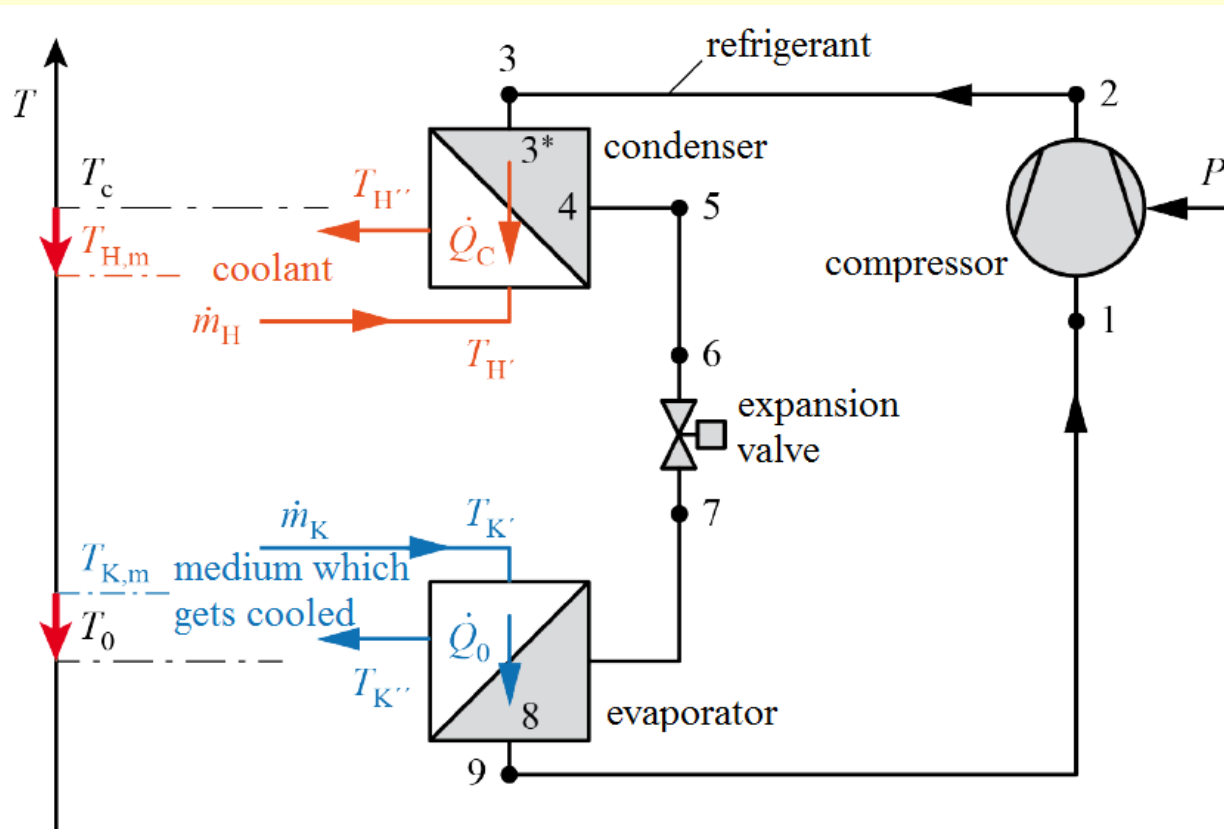 refrigerant
3
2
T
3*
condenser
T_c
T_H´´
P
4
5
T_H,m
Q̇_C
coolant
compressor
ṁ_H
1
T_H´
6
expansion
valve
ṁ_K
T_K´
7
T_K,m
medium which
gets cooled
T_0
Q̇_0
T_K´´
8
evaporator
9